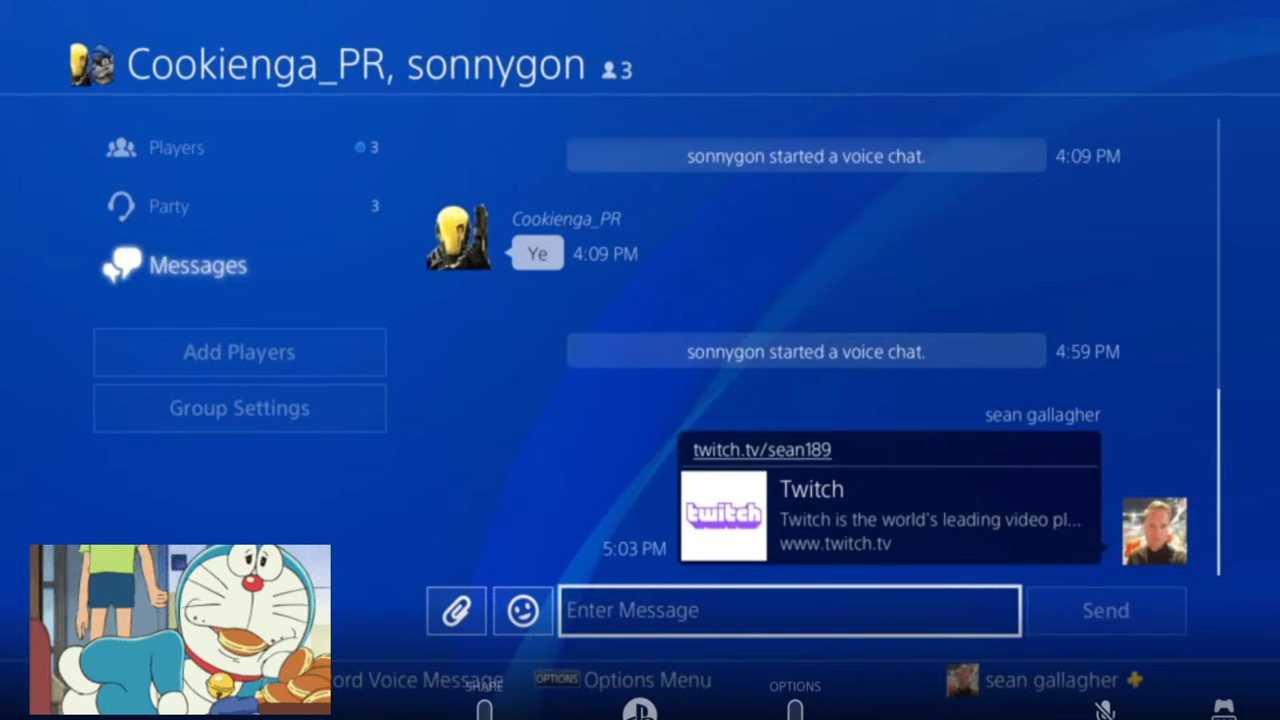 Cookienga_PR, sonnygon 3
Players 3
Party 3
Messages
Add Players
Group Settings
sonnygon started a voice chat. 4:09 PM
Cookienga_PR
Ye 4:09 PM
sonnygon started a voice chat. 4:59 PM
sean gallagher
twitch.tv/sean189
twitch
Twitch
Twitch is the world's leading video pl...
www.twitch.tv
5:03 PM
Enter Message
Send
ord Voice Message
OPTIONS Options Menu
sean gallagher
SHARE
OPTIONS